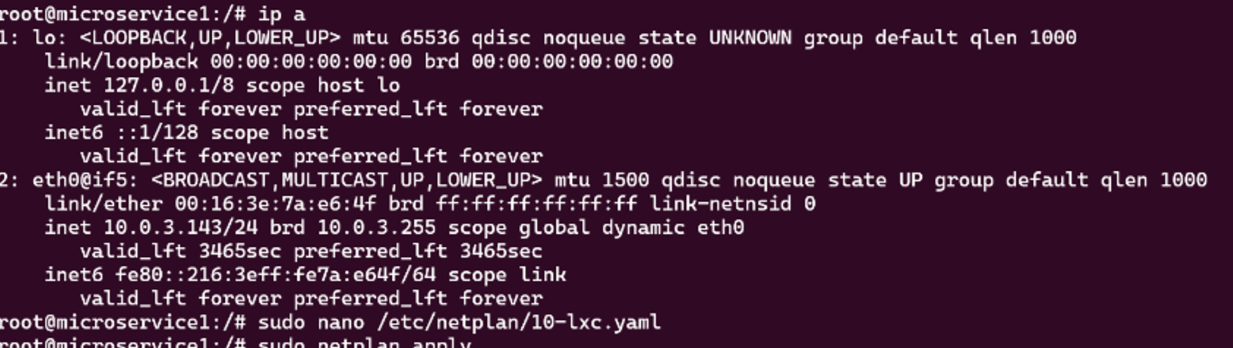 root@microservice1:/# ip a
1: lo: <LOOPBACK,UP,LOWER_UP> mtu 65536 qdisc noqueue state UNKNOWN group default qlen 1000
    link/loopback 00:00:00:00:00:00 brd 00:00:00:00:00:00
    inet 127.0.0.1/8 scope host lo
       valid_lft forever preferred_lft forever
    inet6 ::1/128 scope host
       valid_lft forever preferred_lft forever
2: eth0@if5: <BROADCAST,MULTICAST,UP,LOWER_UP> mtu 1500 qdisc noqueue state UP group default qlen 1000
    link/ether 00:16:3e:7a:e6:4f brd ff:ff:ff:ff:ff:ff link-netnsid 0
    inet 10.0.3.143/24 brd 10.0.3.255 scope global dynamic eth0
       valid_lft 3465sec preferred_lft 3465sec
    inet6 fe80::216:3eff:fe7a:e64f/64 scope link
       valid_lft forever preferred_lft forever
root@microservice1:/# sudo nano /etc/netplan/10-lxc.yaml
root@microservice1:/# sudo netplan apply